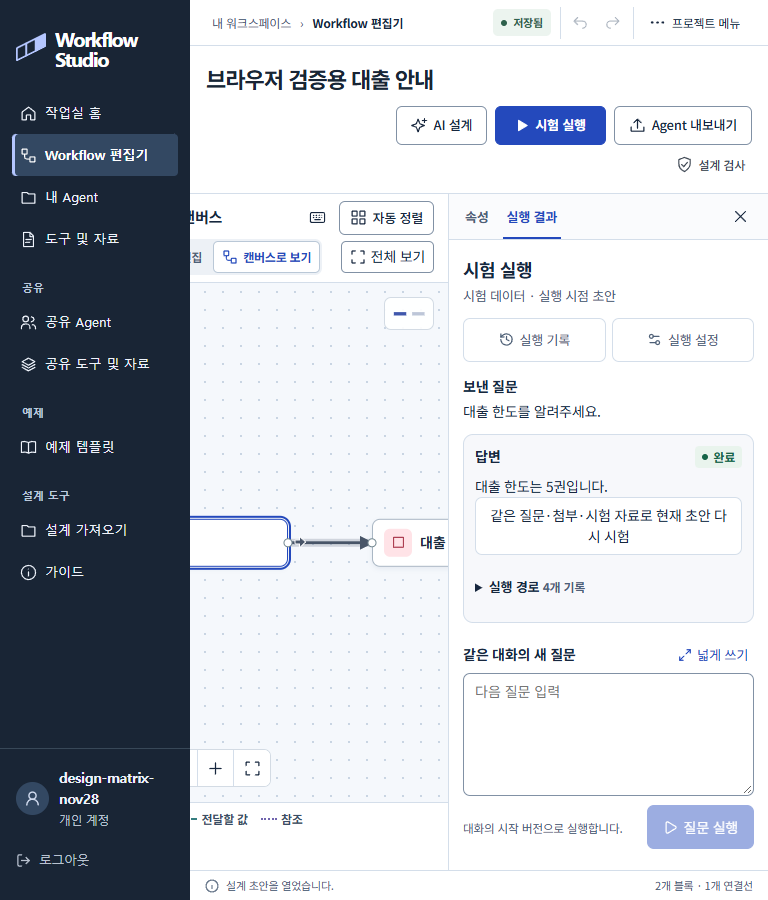 Workflow
Studio
작업실 홈
Workflow 편집기
내 Agent
도구 및 자료
공유
공유 Agent
공유 도구 및 자료
예제
예제 템플릿
설계 도구
설계 가져오기
가이드
design-matrix-
nov28
개인 계정
로그아웃
내 워크스페이스 › Workflow 편집기
저장됨
프로젝트 메뉴
브라우저 검증용 대출 안내
AI 설계
시험 실행
Agent 내보내기
설계 검사
캔버스
자동 정렬
집
캔버스로 보기
전체 보기
대출
전달할 값
참조
속성
실행 결과
시험 실행
시험 데이터 · 실행 시점 초안
실행 기록
실행 설정
보낸 질문
대출 한도를 알려주세요.
답변
완료
대출 한도는 5권입니다.
같은 질문·첨부·시험 자료로 현재 초안 다
시 시험
실행 경로 4개 기록
같은 대화의 새 질문
넓게 쓰기
다음 질문 입력
대화의 시작 버전으로 실행합니다.
질문 실행
설계 초안을 열었습니다.
2개 블록 · 1개 연결선